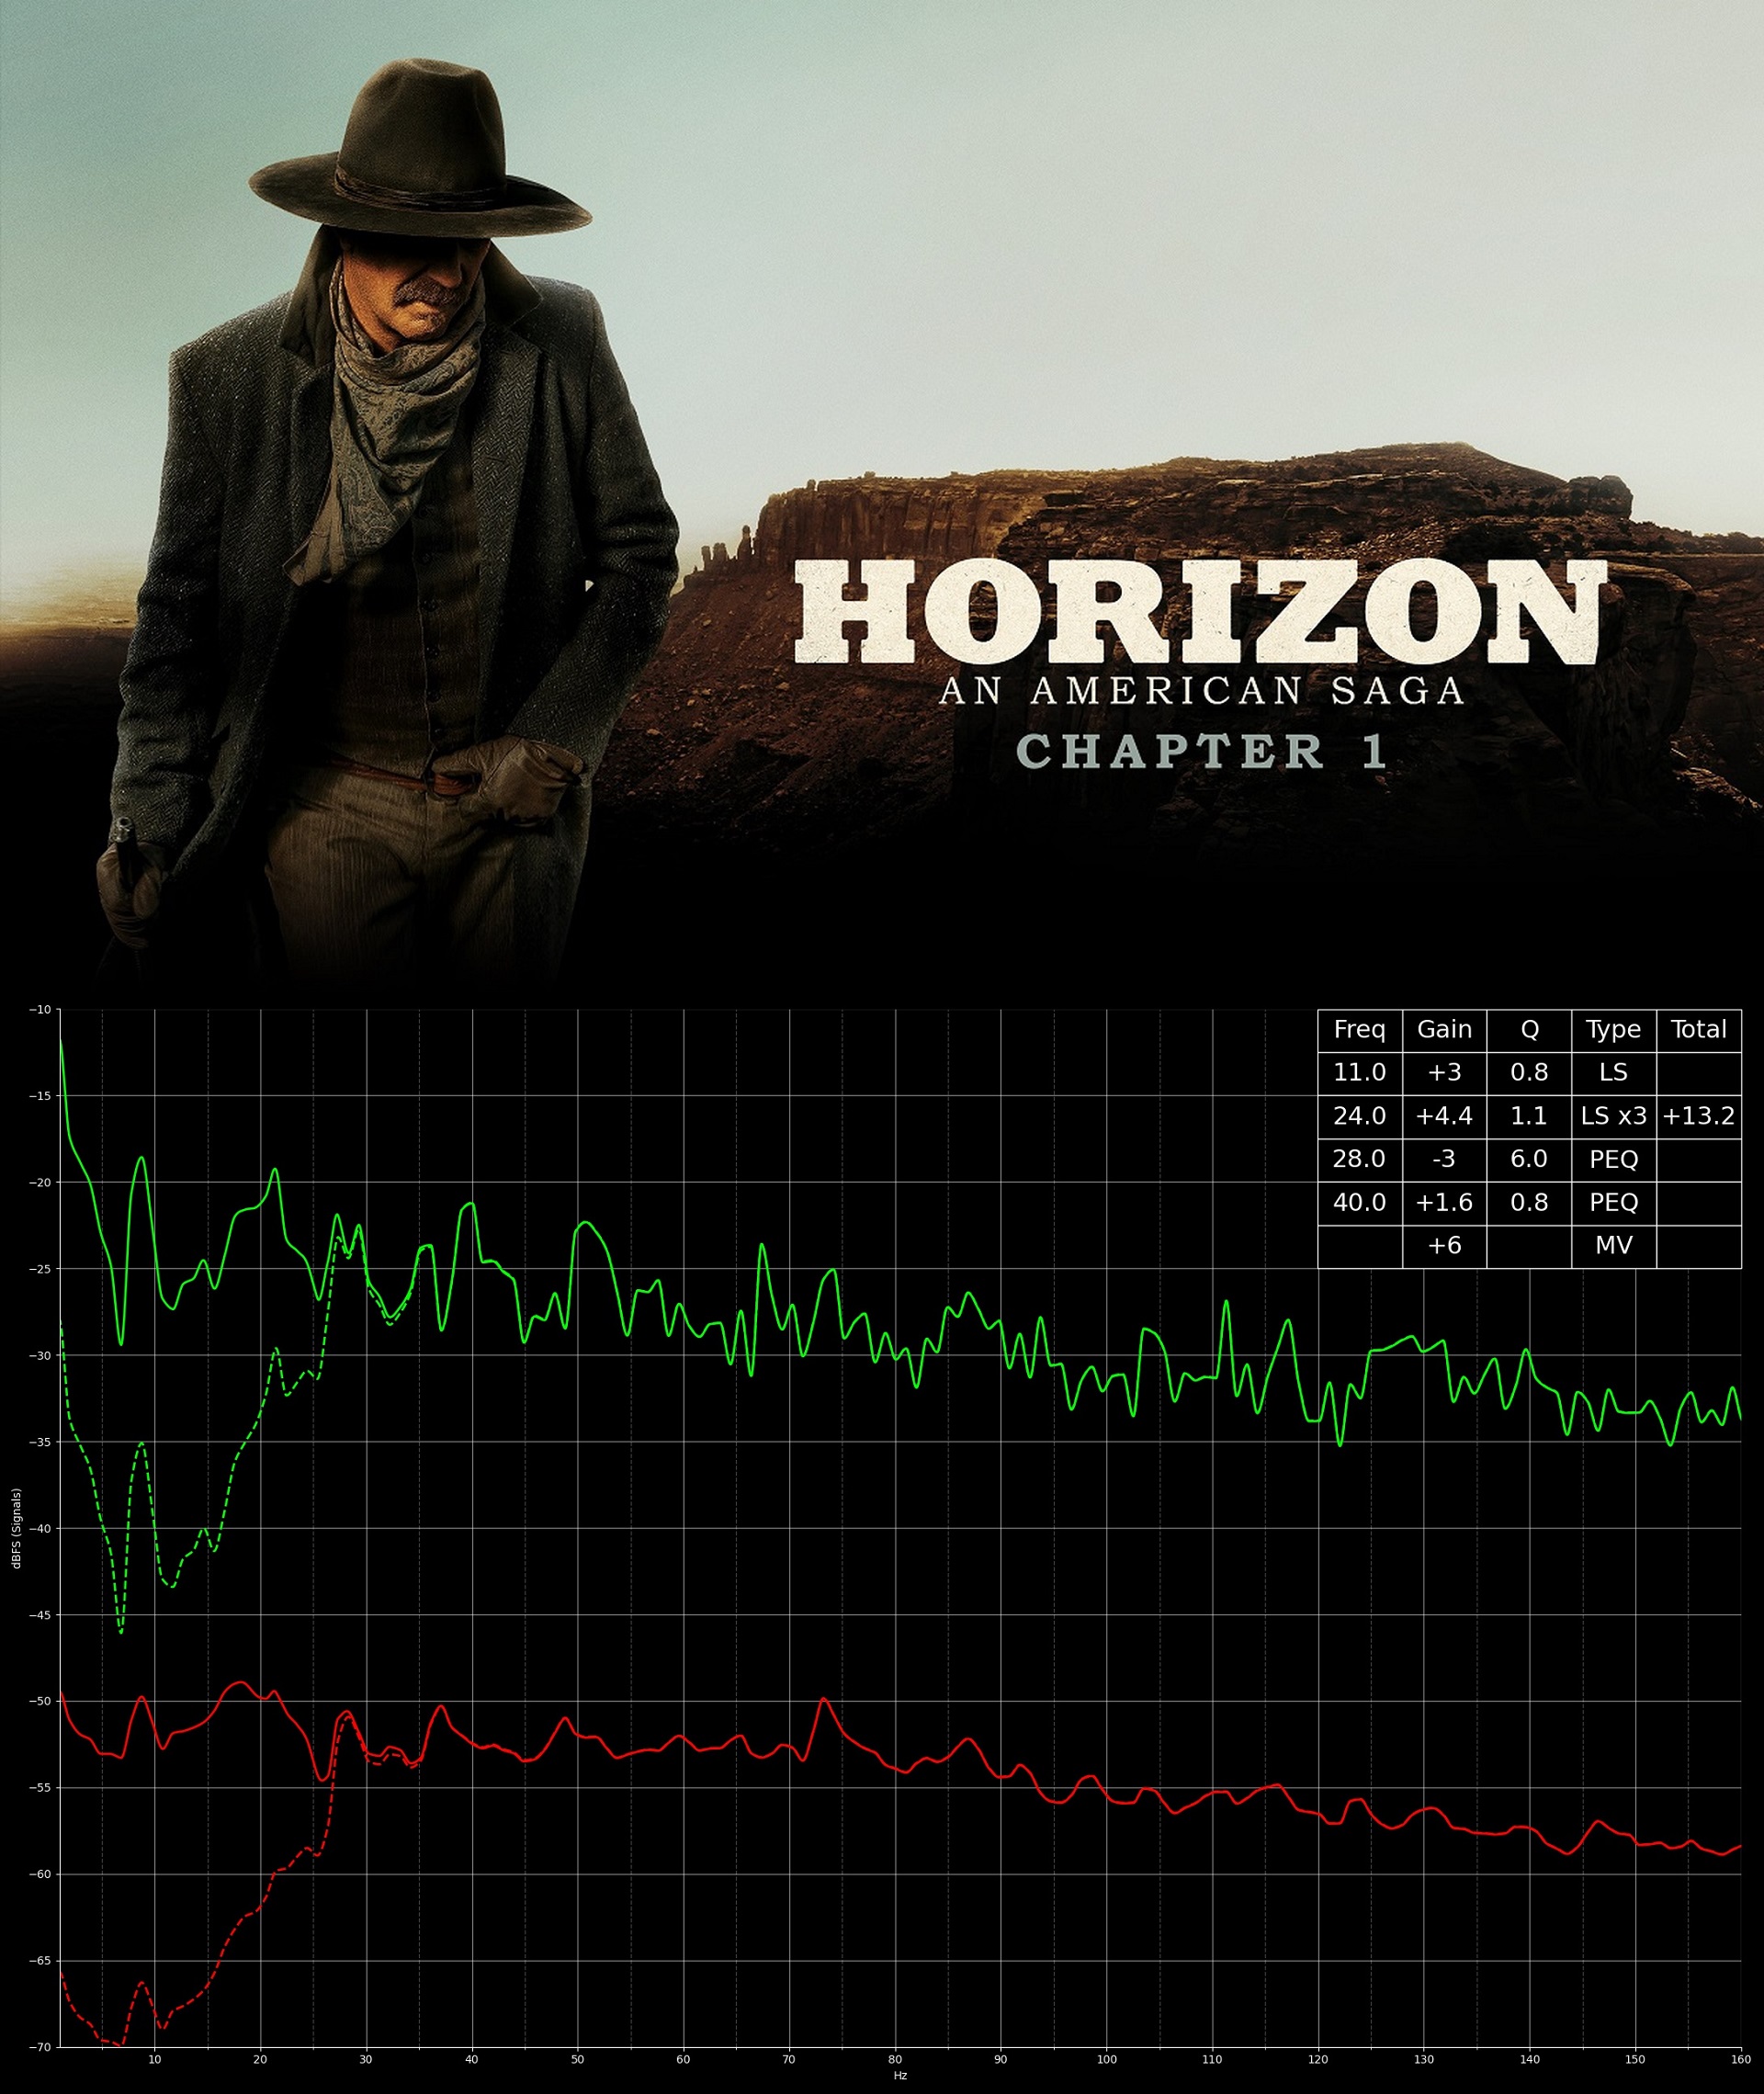 HORIZON
AN AMERICAN SAGA
CHAPTER 1
Freq Gain Q Type Total
11.0 +3 0.8 LS
24.0 +4.4 1.1 LS x3 +13.2
28.0 -3 6.0 PEQ
40.0 +1.6 0.8 PEQ
+6 MV
−10
−15
−20
−25
−30
−35
−40
−45
−50
−55
−60
−65
−70
dBFS (Signals)
10 20 30 40 50 60 70 80 90 100 110 120 130 140 150 160
Hz